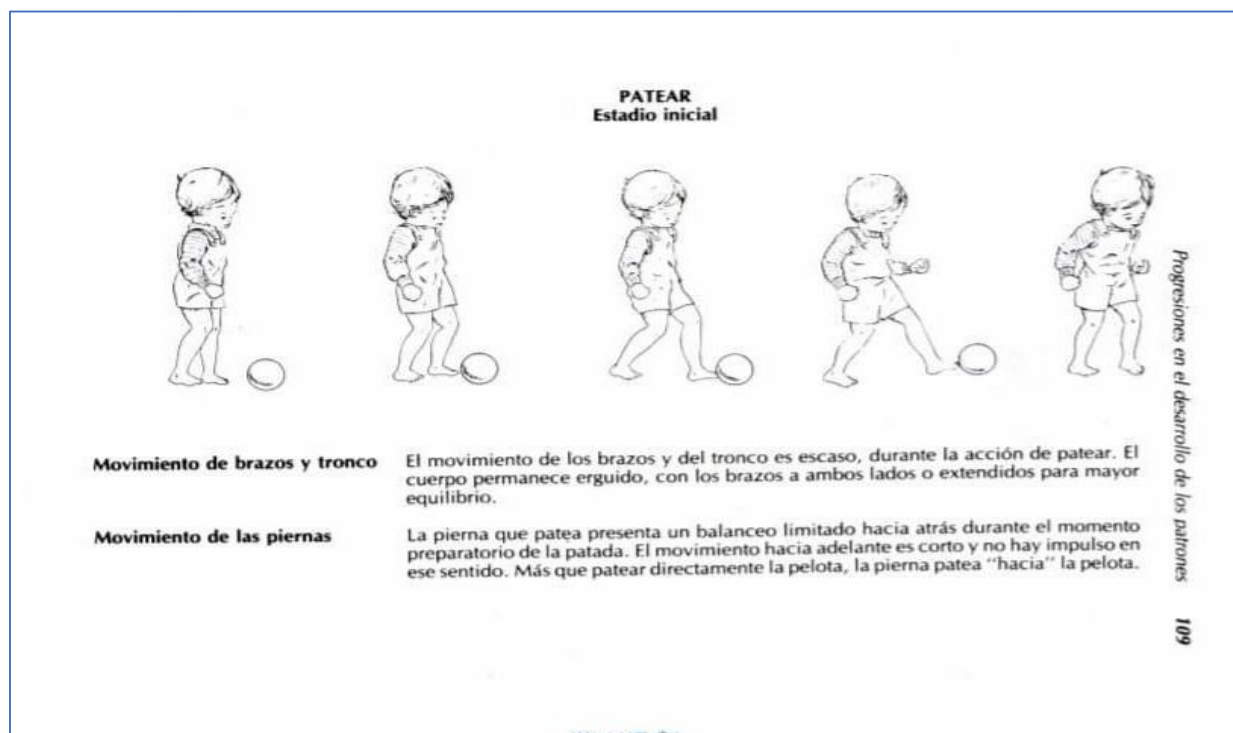 PATEAR
Estadio inicial
Movimiento de brazos y tronco
El movimiento de los brazos y del tronco es escaso, durante la acción de patear. El
cuerpo permanece erguido, con los brazos a ambos lados o extendidos para mayor
equilibrio.
Movimiento de las piernas
La pierna que patea presenta un balanceo limitado hacia atrás durante el momento
preparatorio de la patada. El movimiento hacia adelante es corto y no hay impulso en
ese sentido. Más que patear directamente la pelota, la pierna patea "hacia" la pelota.
Progresiones en el desarrollo de los patrones 109